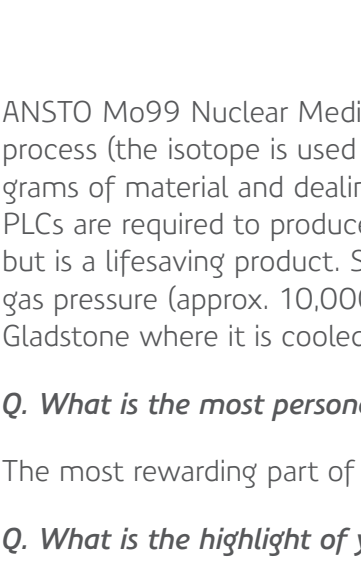 ANSTO Mo99 Nuclear Medi
process (the isotope is used
grams of material and dealin
PLCs are required to produce
but is a lifesaving product. S
gas pressure (approx. 10,000
Gladstone where it is cooled
Q. What is the most persona
The most rewarding part of
Q. What is the highlight of y